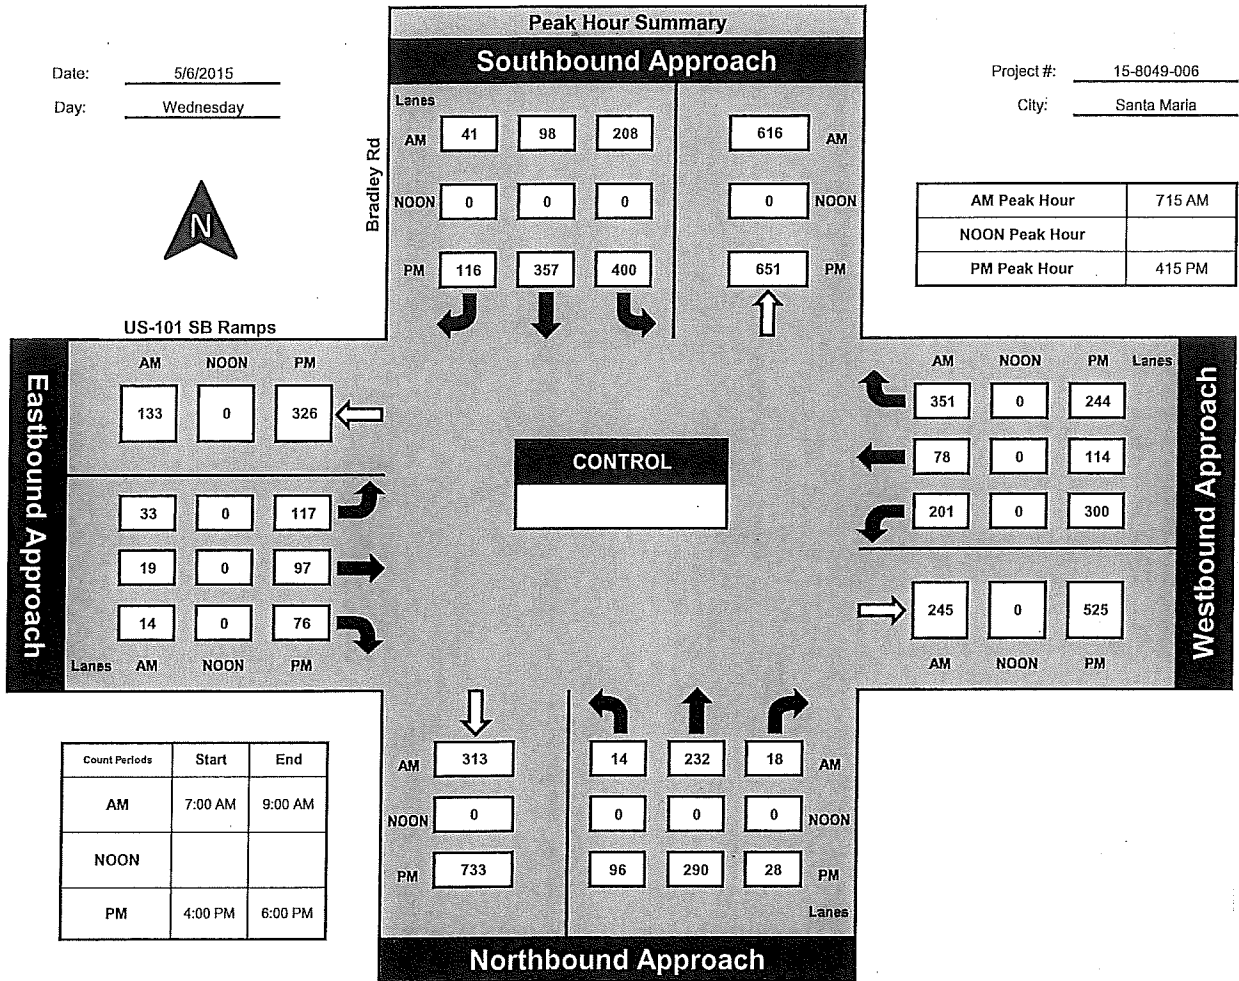 Peak Hour Summary
Southbound Approach
Date: 5/6/2015
Day: Wednesday
Project #: 15-8049-006
City: Santa Maria
N
Bradley Rd
Lanes
AM 41 98 208 616 AM
NOON 0 0 0 0 NOON
PM 116 357 400 651 PM
AM Peak Hour 715 AM
NOON Peak Hour
PM Peak Hour 415 PM
US-101 SB Ramps
Eastbound Approach
AM NOON PM
133 0 326
33 0 117
19 0 97
14 0 76
Lanes AM NOON PM
CONTROL
AM NOON PM Lanes
351 0 244
78 0 114
201 0 300
245 0 525
AM NOON PM
Westbound Approach
Count Periods Start End
AM 7:00 AM 9:00 AM
NOON
PM 4:00 PM 6:00 PM
AM 313 14 232 18 AM
NOON 0 0 0 0 NOON
PM 733 96 290 28 PM
Lanes
Northbound Approach